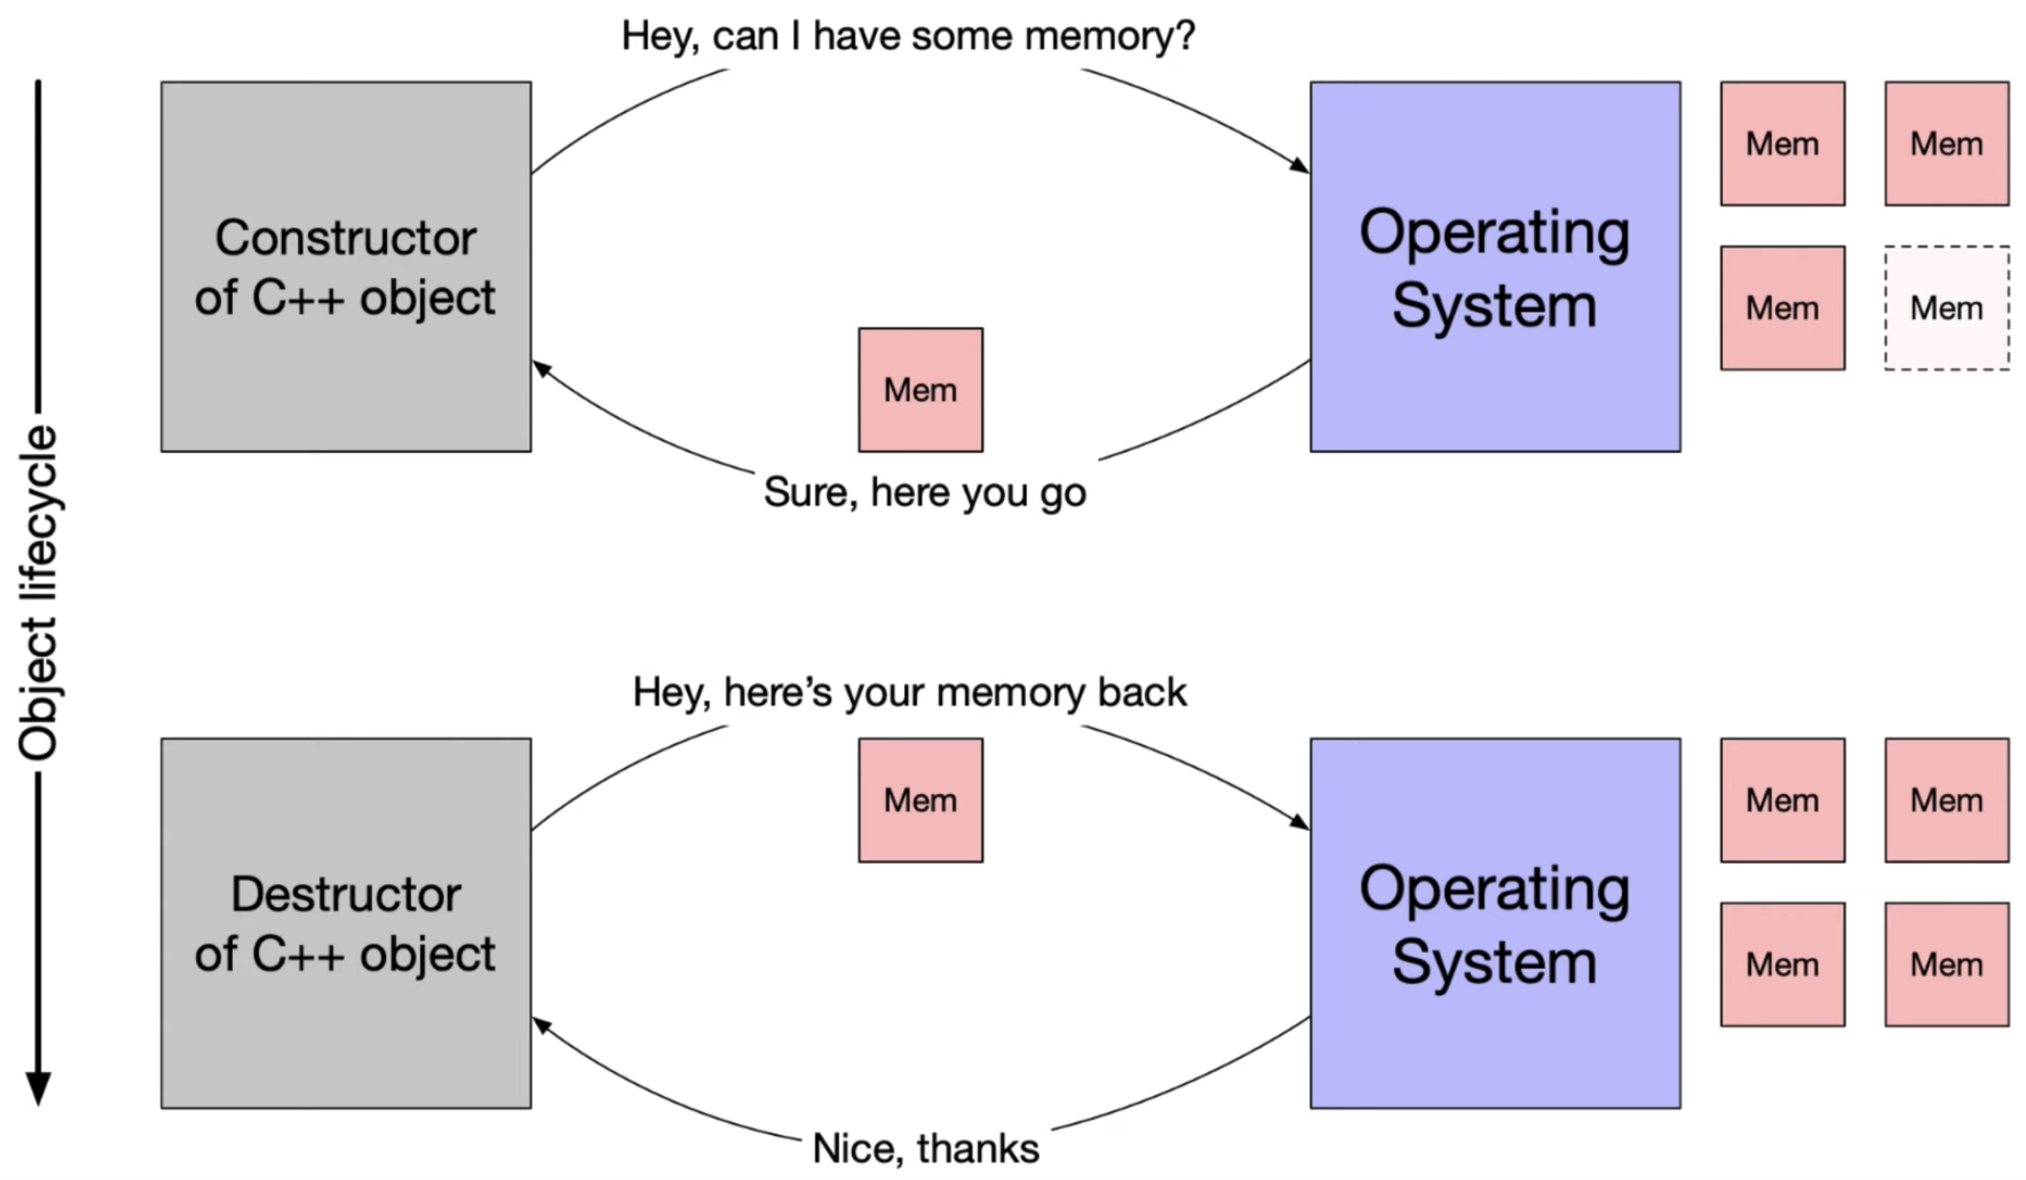 Hey, can I have some memory?
Constructor
of C++ object
Operating
System
Mem
Mem
Mem
Mem
Mem
Sure, here you go
Object lifecycle
Hey, here’s your memory back
Destructor
of C++ object
Mem
Operating
System
Mem
Mem
Mem
Mem
Nice, thanks